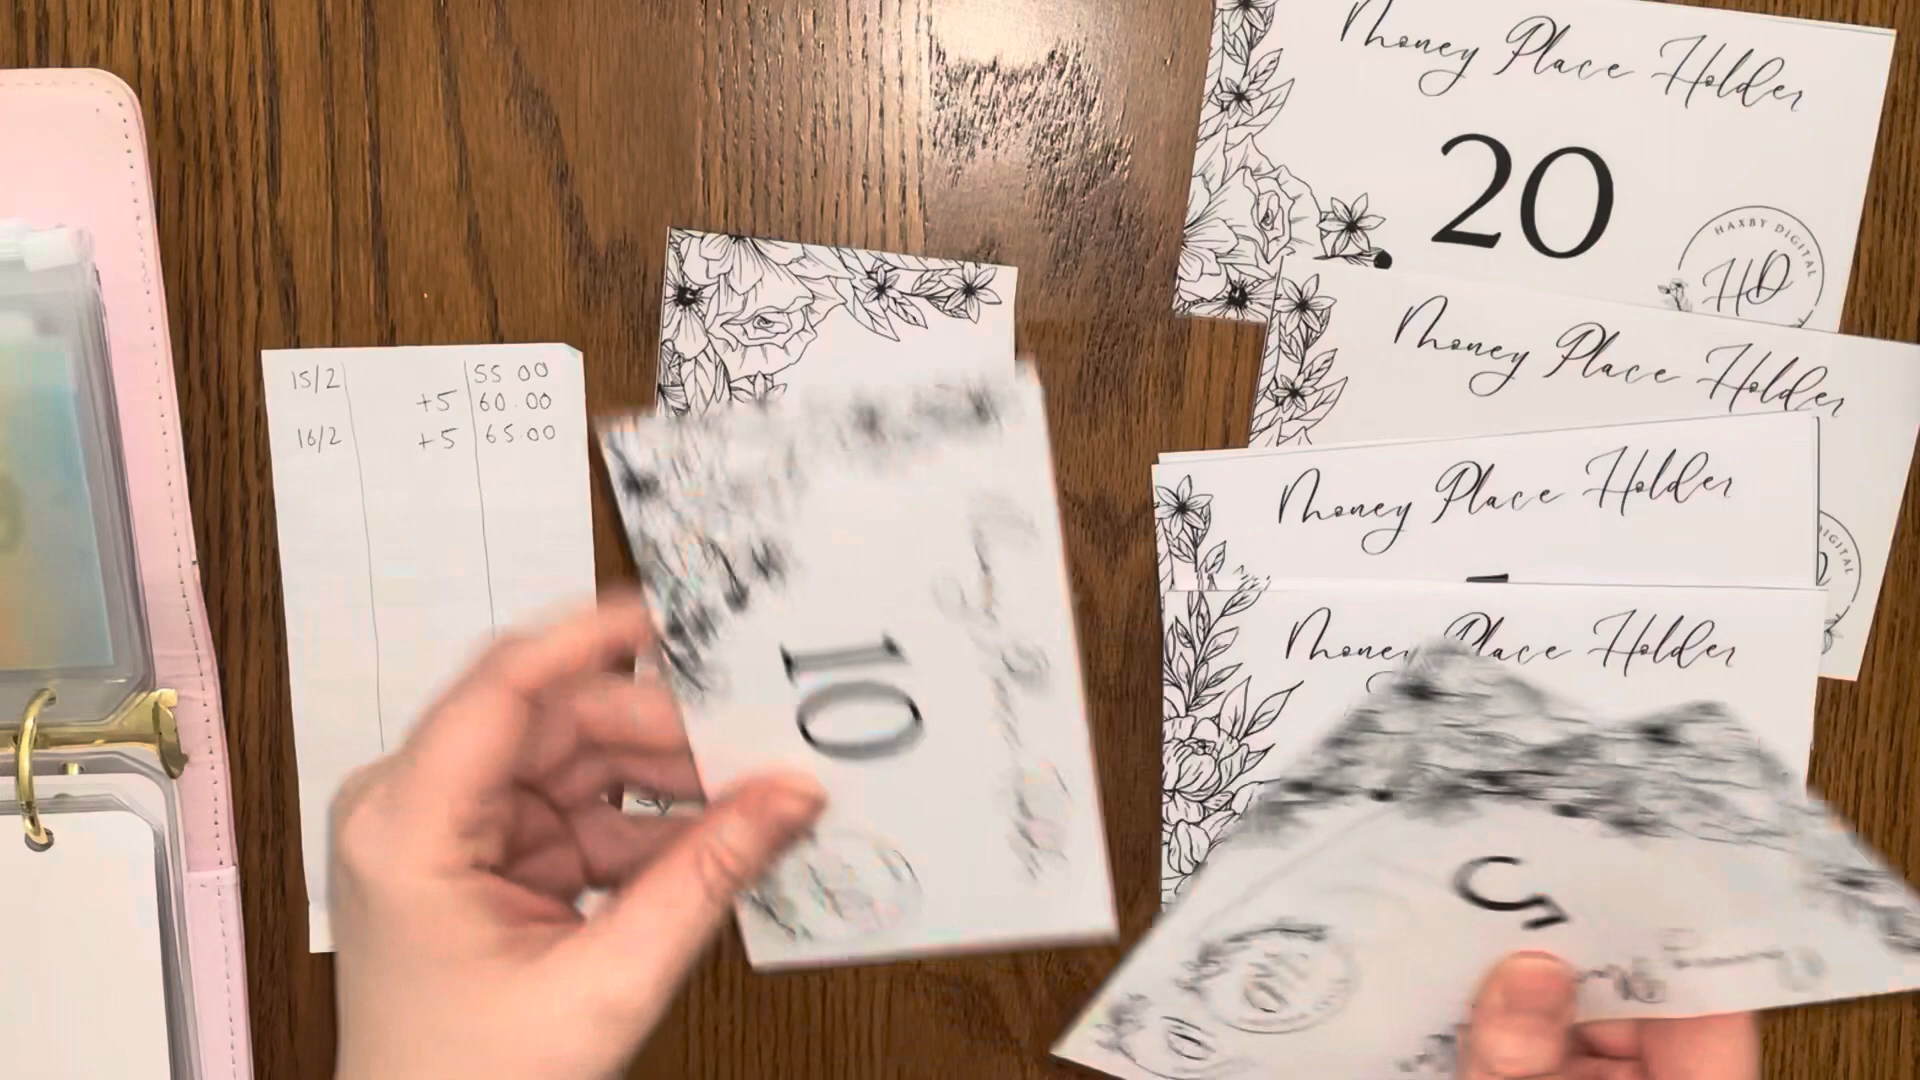 15/2 55 00
+5 60.00
16/2 +5 65.00
Money Place Holder
20
HAXBY DIGITAL
HD
Money Place Holder
DIGITAL
Money Place Holder
Money Place Holder
10
5